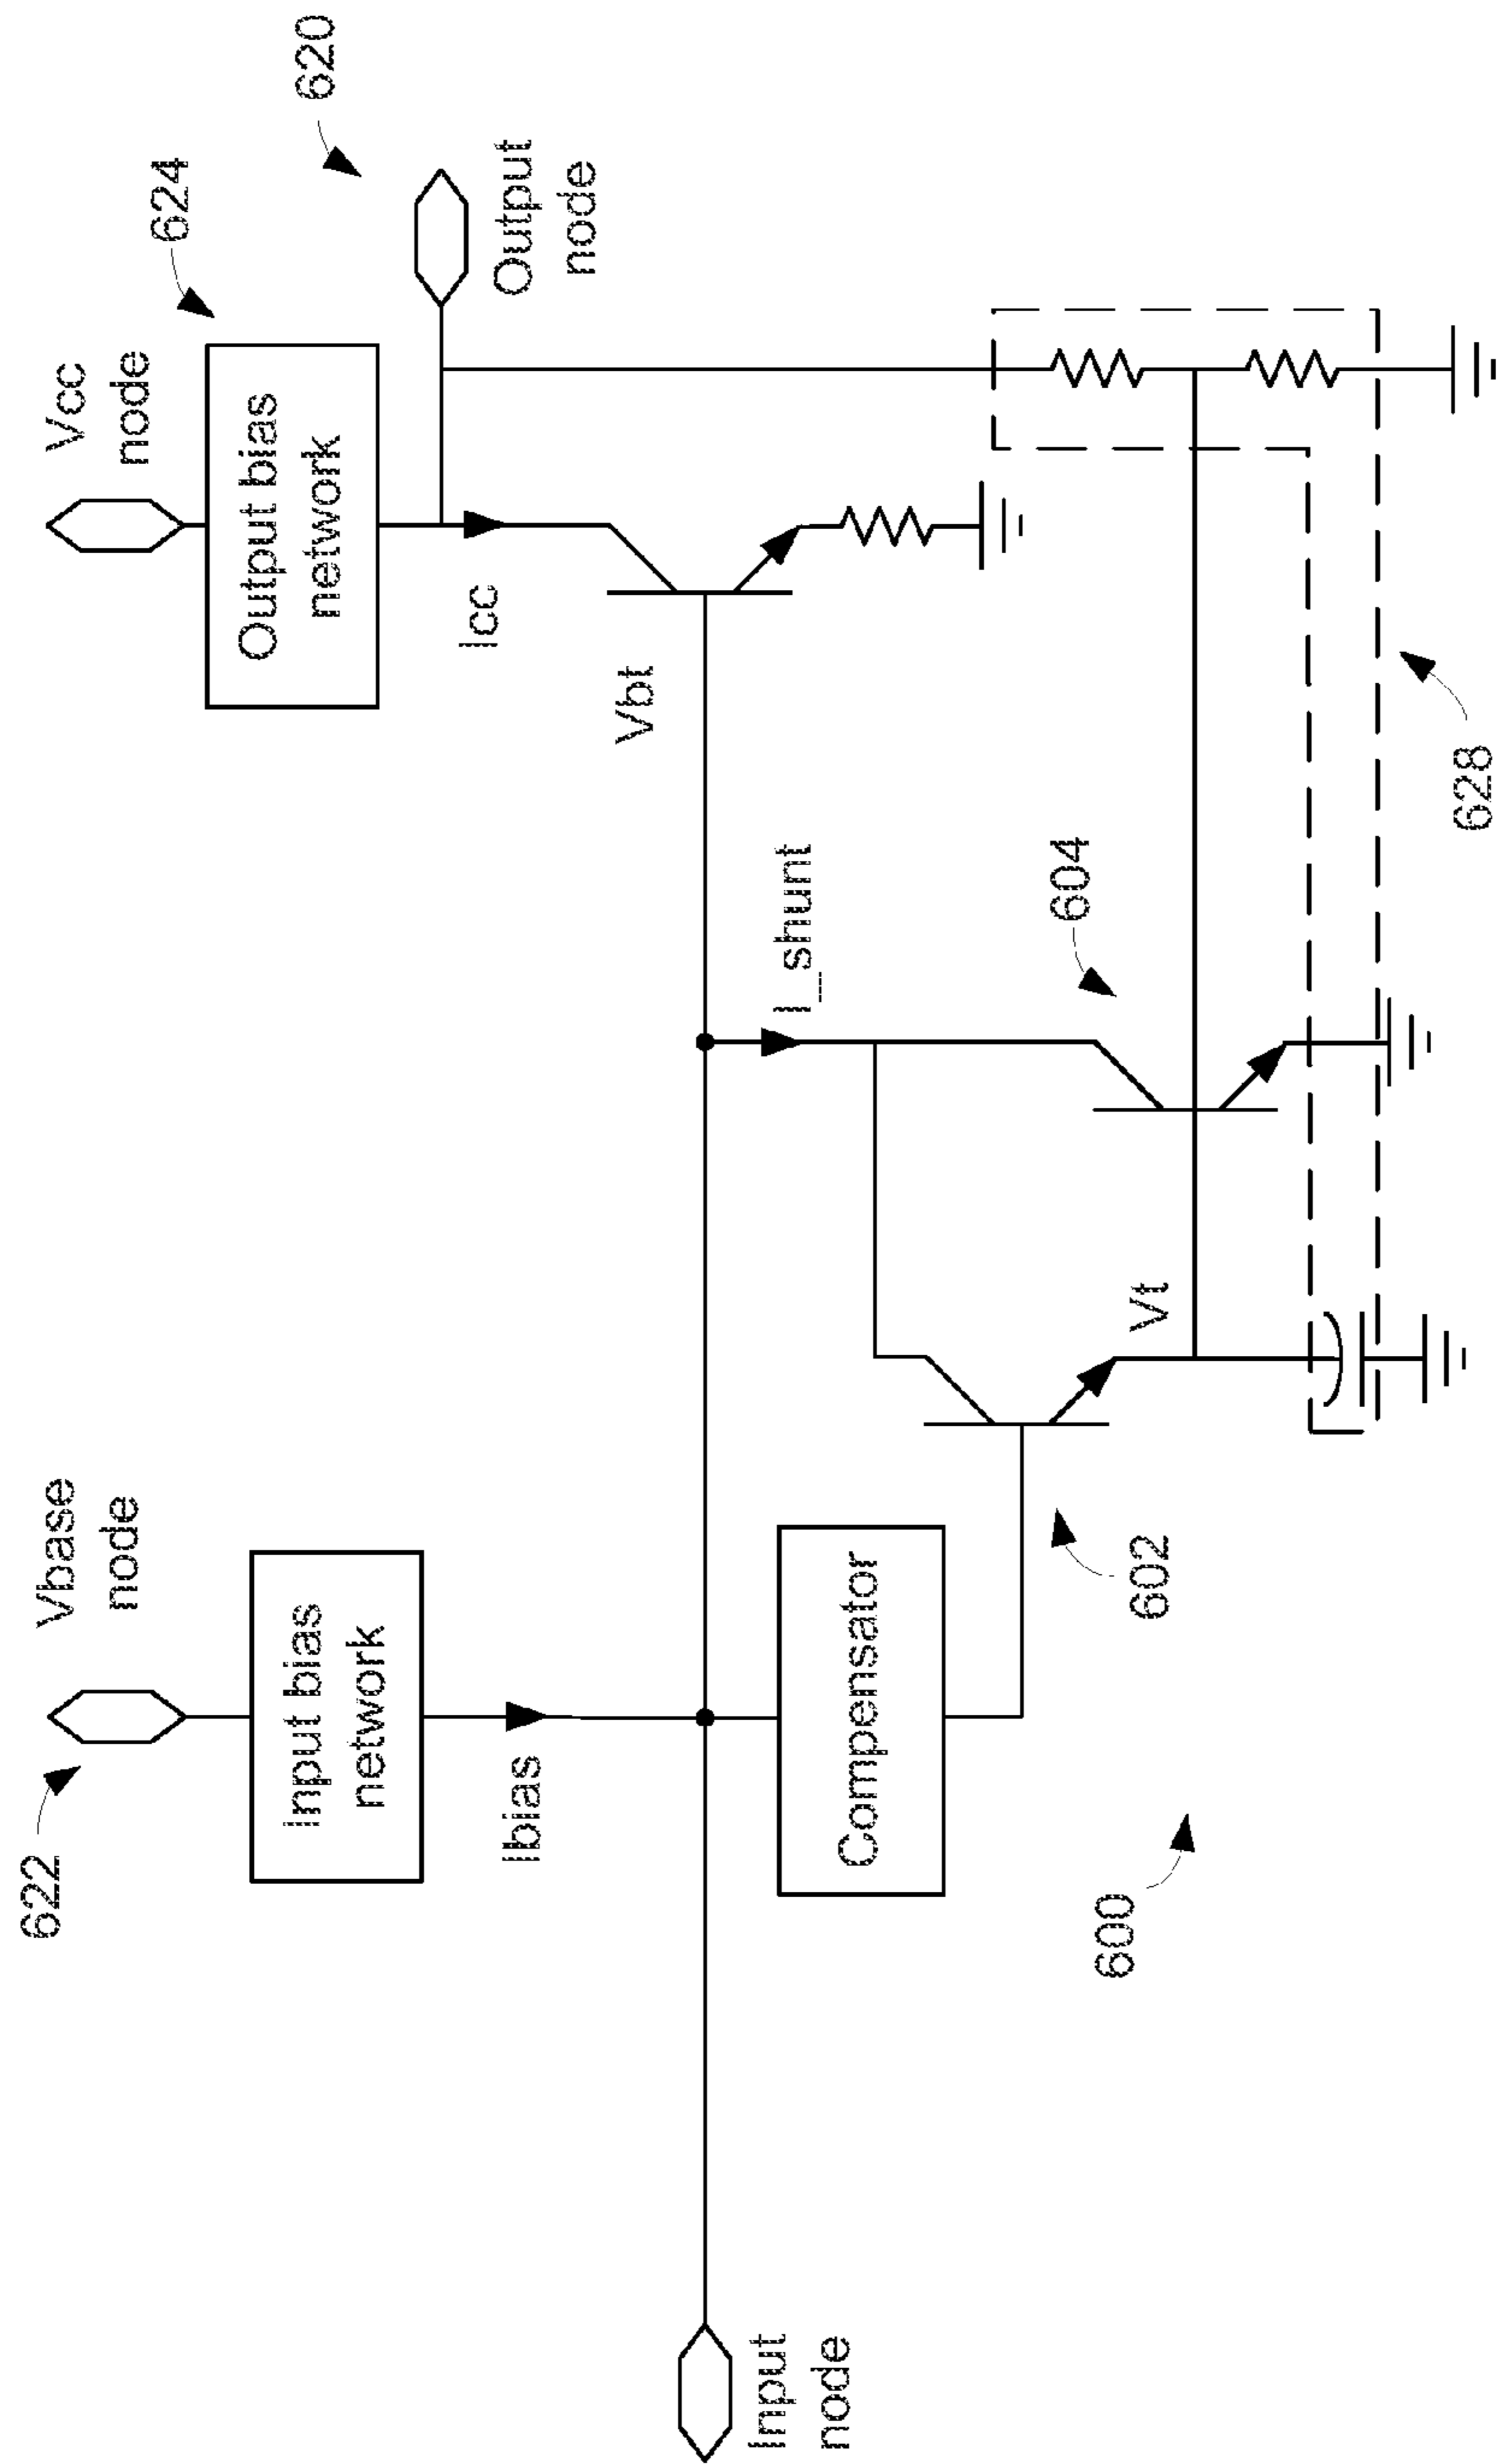 622
Vbase
node
Input bias
network
Ibias
Input
node
Compensator
600
602
Vt
I_shunt
604
Vbt
Vcc
node
624
Output bias
network
Icc
620
Output
node
628